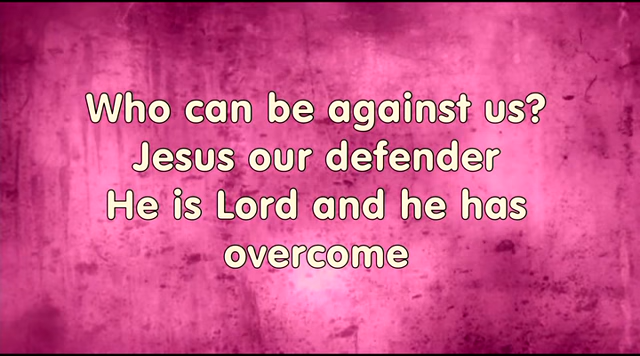 Who can be against us?
Jesus our defender
He is Lord and he has
overcome